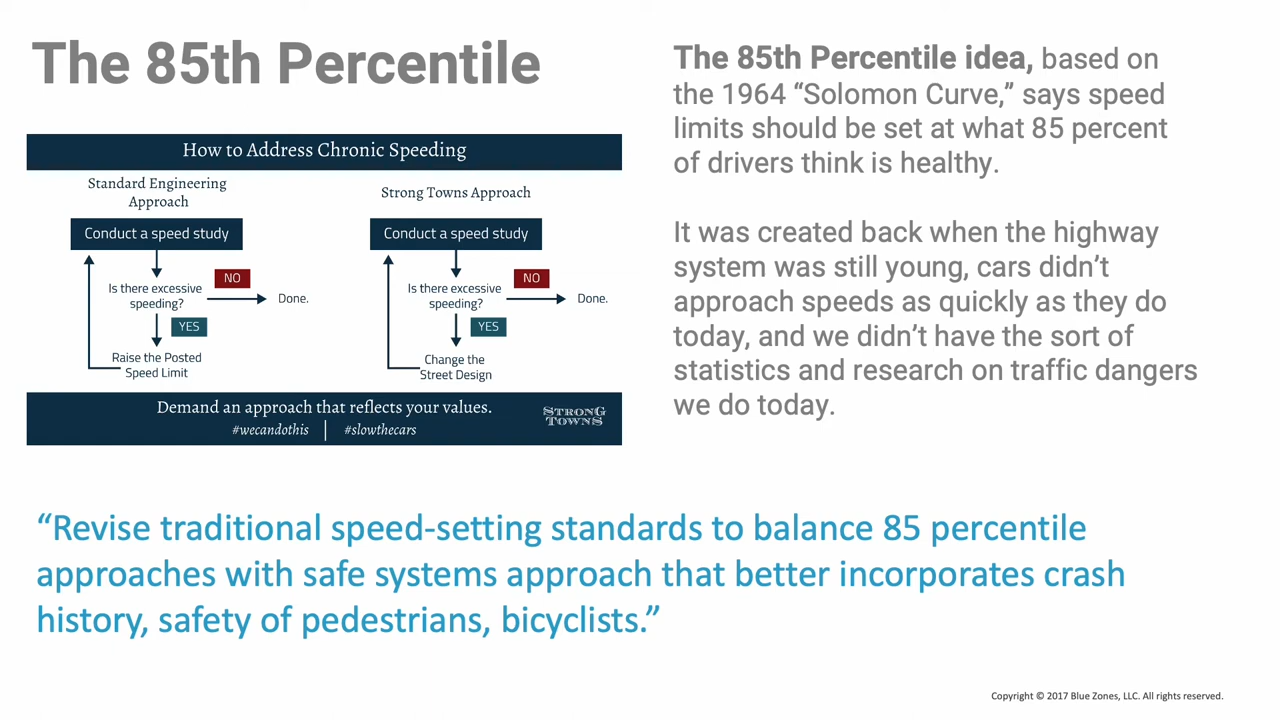 The 85th Percentile
How to Address Chronic Speeding
Standard Engineering
Approach
Conduct a speed study
Is there excessive
speeding?
NO
Done.
YES
Raise the Posted
Speed Limit
Strong Towns Approach
Conduct a speed study
Is there excessive
speeding?
NO
Done.
YES
Change the
Street Design
Demand an approach that reflects your values.
#wecandothis | #slowthecars
STRONG
TOWNS
The 85th Percentile idea, based on
the 1964 “Solomon Curve,” says speed
limits should be set at what 85 percent
of drivers think is healthy.
It was created back when the highway
system was still young, cars didn’t
approach speeds as quickly as they do
today, and we didn’t have the sort of
statistics and research on traffic dangers
we do today.
“Revise traditional speed-setting standards to balance 85 percentile
approaches with safe systems approach that better incorporates crash
history, safety of pedestrians, bicyclists.”
Copyright © 2017 Blue Zones, LLC. All rights reserved.